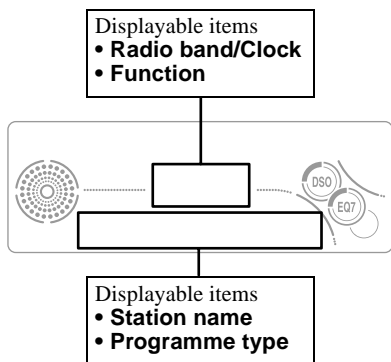 Displayable items
• Radio band/Clock
• Function
DSO
EQ7
Displayable items
• Station name
• Programme type